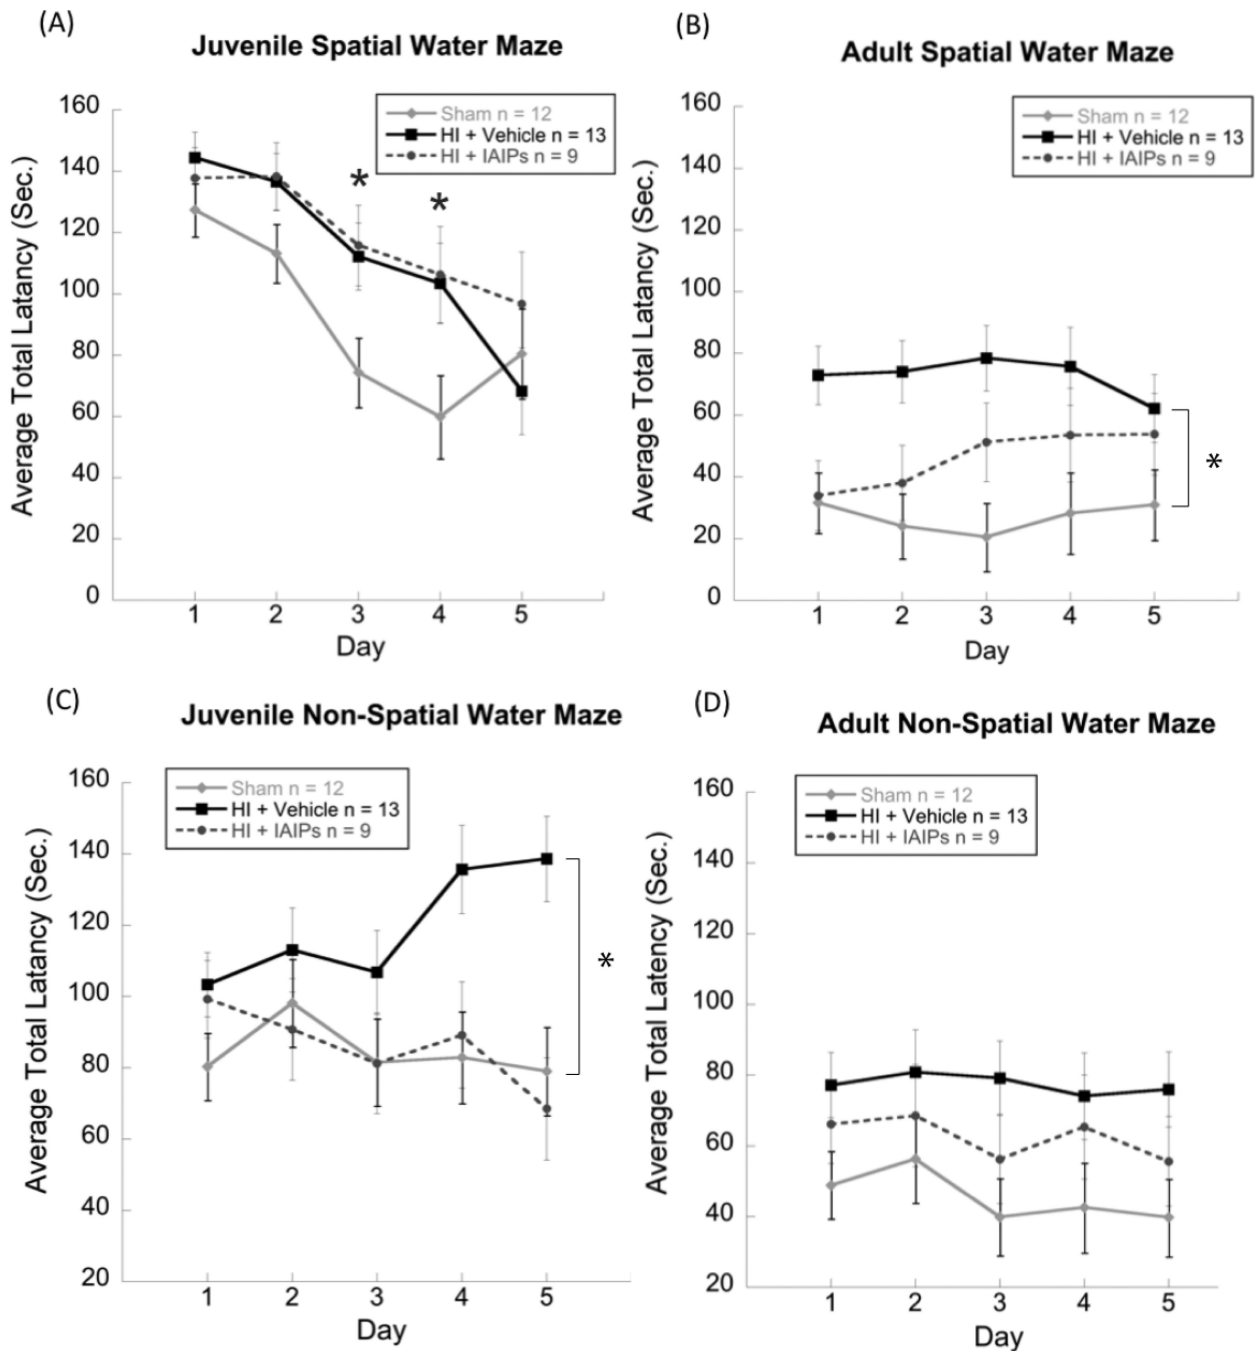 (A)
Juvenile Spatial Water Maze
Sham n = 12
HI + Vehicle n = 13
HI + IAIPs n = 9
Average Total Latancy (Sec.)
160
140
120
100
80
60
40
20
0
*
*
1 2 3 4 5
Day
(B)
Adult Spatial Water Maze
Sham n = 12
HI + Vehicle n = 13
HI + IAIPs n = 9
Average Total Latancy (Sec.)
160
140
120
100
80
60
40
20
0
*
1 2 3 4 5
Day
(C)
Juvenile Non-Spatial Water Maze
Sham n = 12
HI + Vehicle n = 13
HI + IAIPs n = 9
Average Total Latancy (Sec.)
160
140
120
100
80
60
40
20
*
1 2 3 4 5
Day
(D)
Adult Non-Spatial Water Maze
Sham n = 12
HI + Vehicle n = 13
HI + IAIPs n = 9
Average Total Latency (Sec.)
160
140
120
100
80
60
40
20
1 2 3 4 5
Day